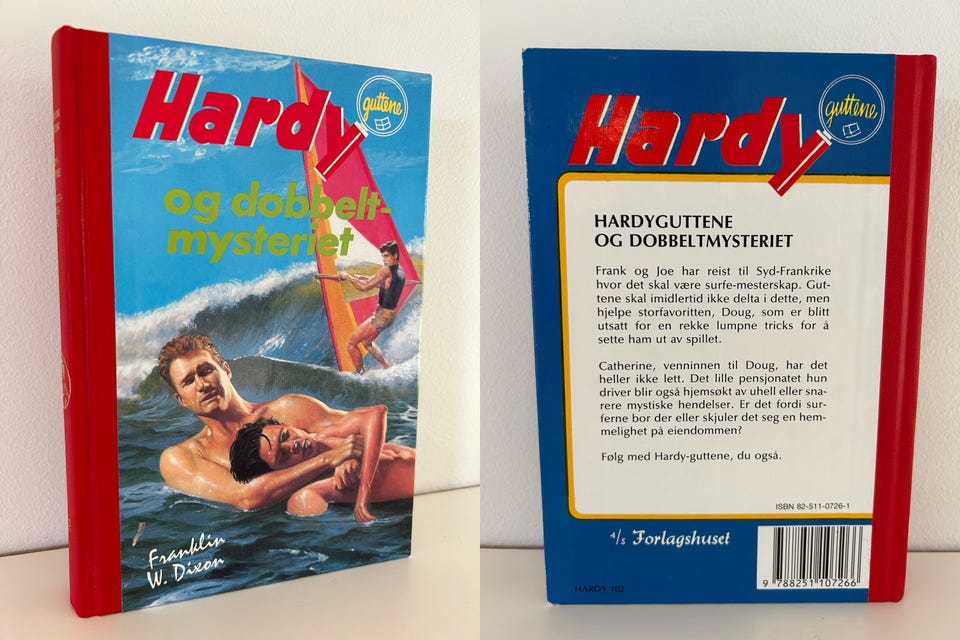 Hardy
guttene
og dobbelt-
mysteriet
Franklin
W. Dixon
Hardy
guttene
HARDYGUTTENE
OG DOBBELTMYSTERIET
Frank og Joe har reist til Syd-Frankrike
hvor det skal være surfe-mesterskap. Gut-
tene skal imidlertid ikke delta i dette, men
hjelpe storfavoritten, Doug, som er blitt
utsatt for en rekke lumpne tricks for å
sette ham ut av spillet.
Catherine, venninnen til Doug, har det
heller ikke lett. Det lille pensjonatet hun
driver blir også hjemsøkt av uhell eller sna-
rere mystiske hendelser. Er det fordi sur-
ferne bor der eller skjuler det seg en hem-
melighet på eiendommen?
Følg med Hardy-guttene, du også.
ISBN 82-511-0726-1
A/S Forlagshuset
9 788251 107266
HARDY 102